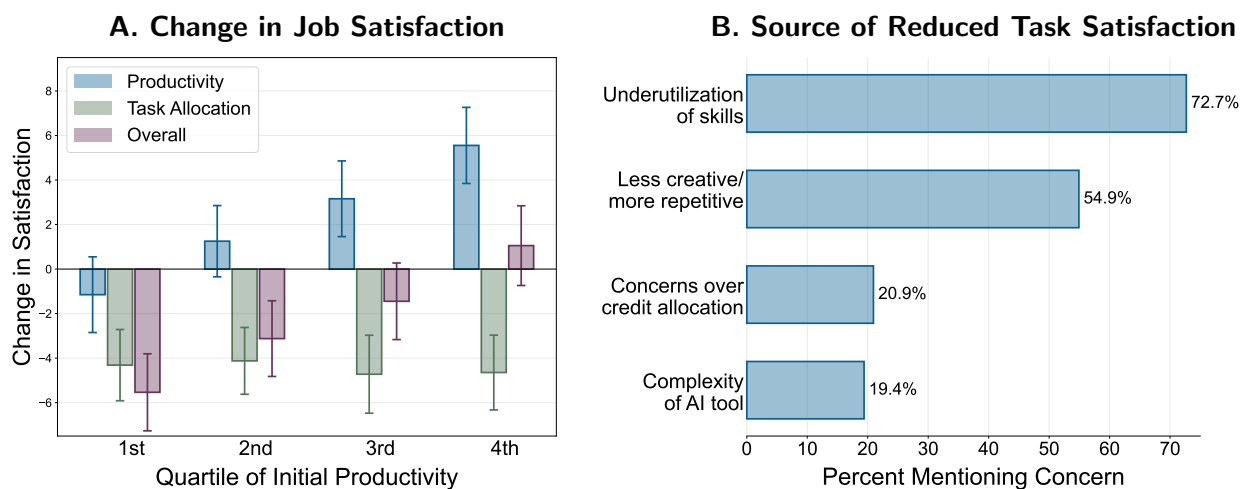 A. Change in Job Satisfaction
Productivity
Task Allocation
Overall
Change in Satisfaction
8
6
4
2
0
−2
−4
−6
1st 2nd 3rd 4th
Quartile of Initial Productivity
B. Source of Reduced Task Satisfaction
Underutilization
of skills
72.7%
Less creative/
more repetitive
54.9%
Concerns over
credit allocation
20.9%
Complexity
of AI tool
19.4%
0 10 20 30 40 50 60 70
Percent Mentioning Concern